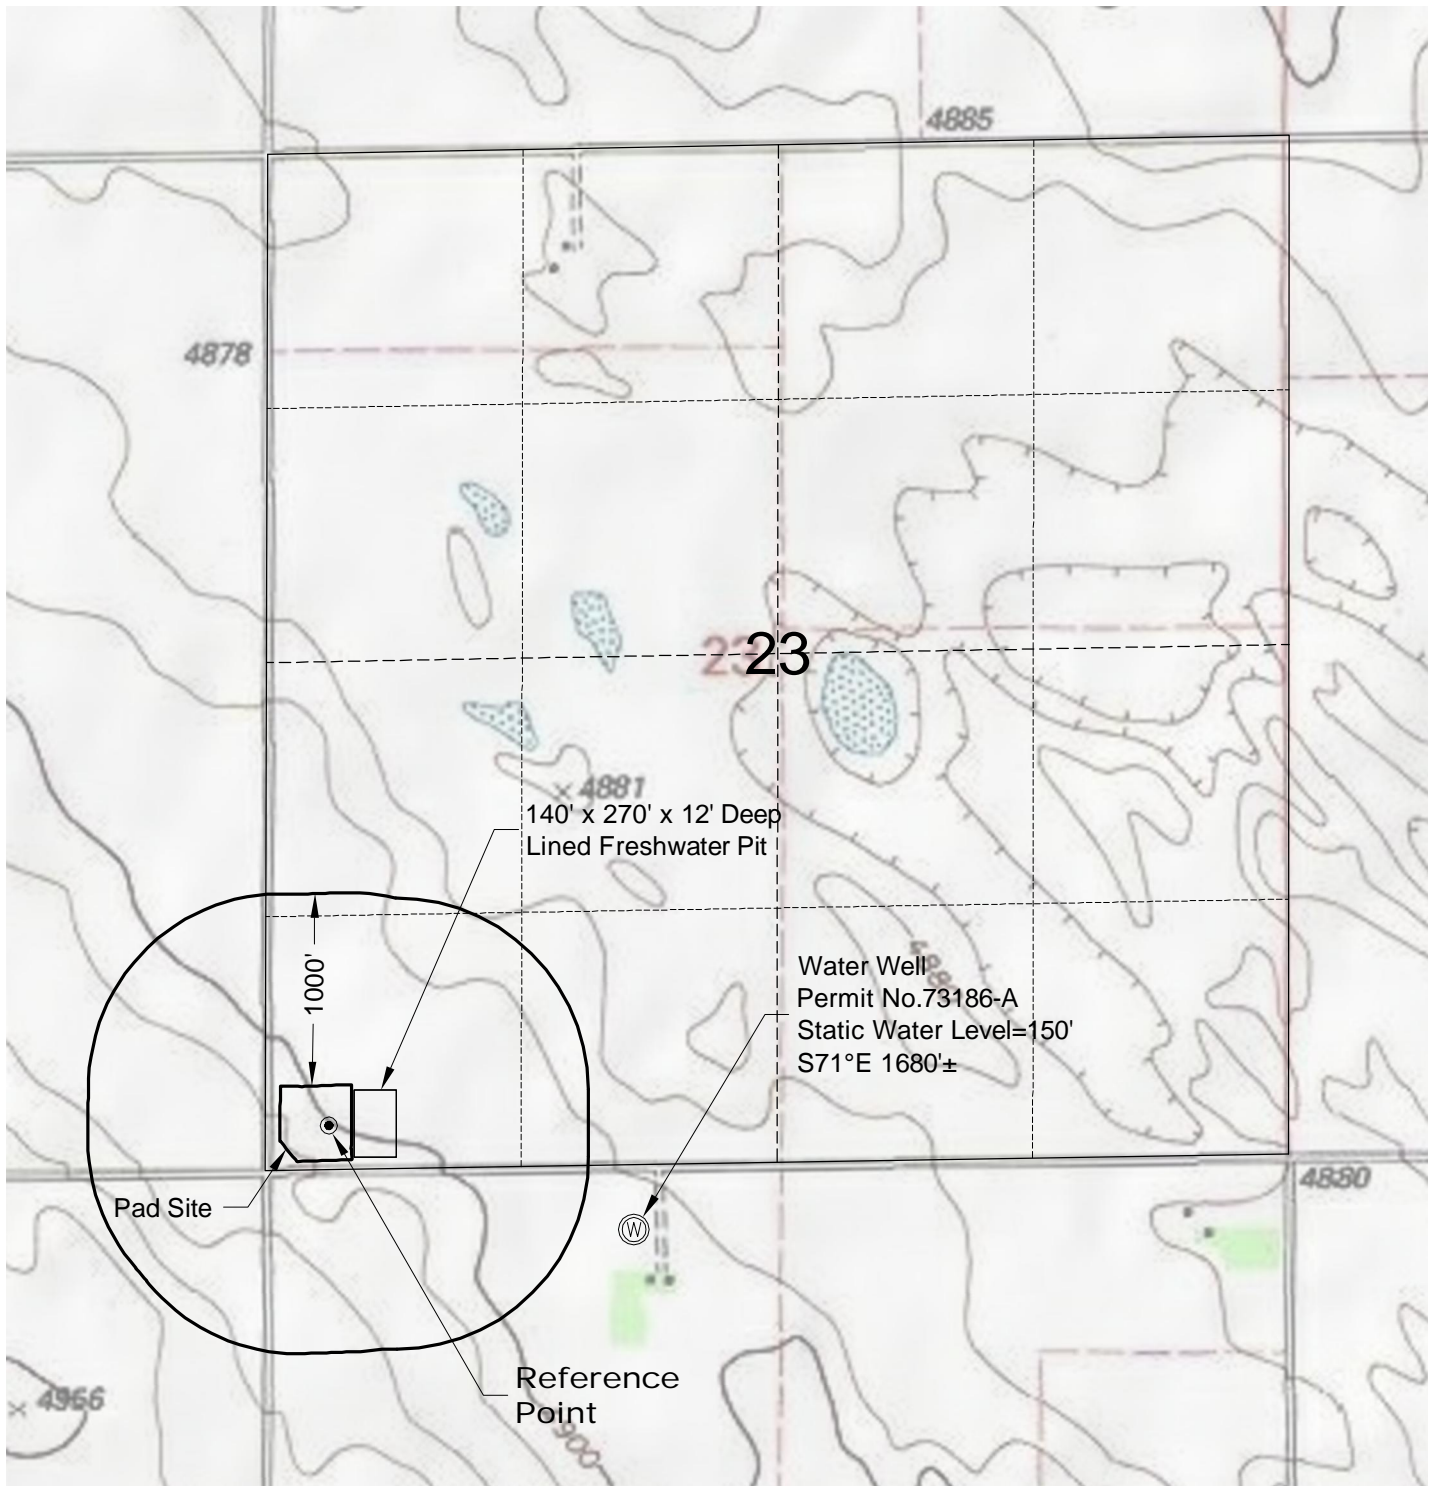 4885
4878
23
23
4881
140' x 270' x 12' Deep
Lined Freshwater Pit
1000'
Water Well
Permit No.73186-A
Static Water Level=150'
S71°E 1680'±
W
Pad Site
4880
Reference
Point
4966